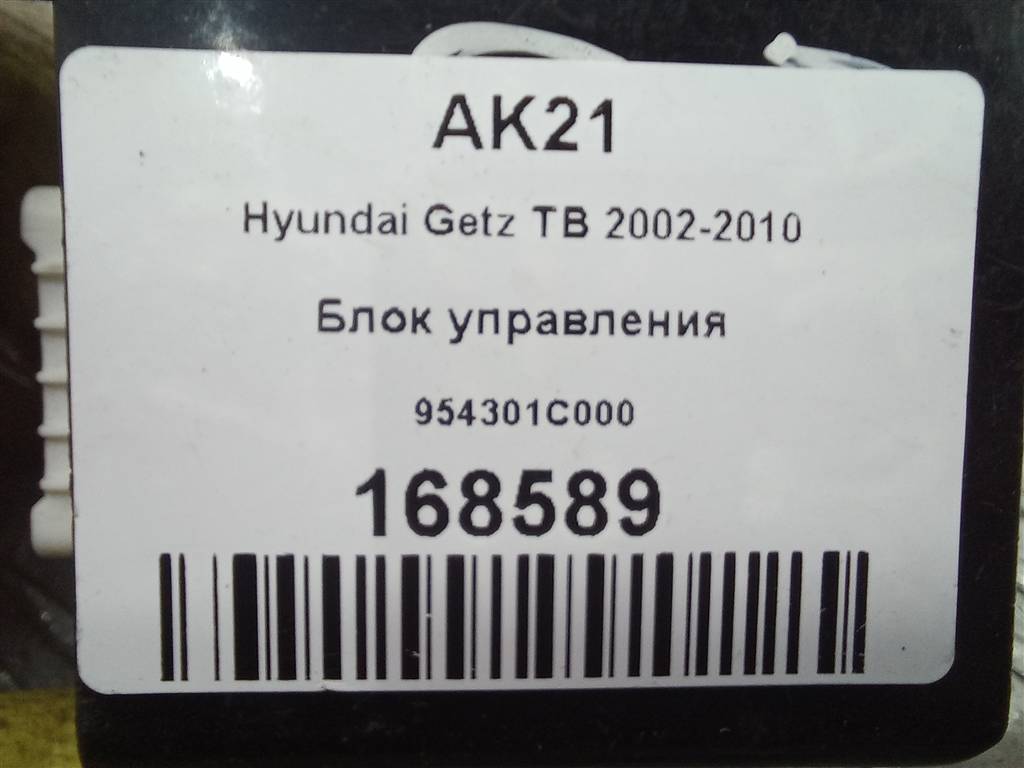 AK21
Hyundai Getz TB 2002-2010
Блок управления
954301C000
168589